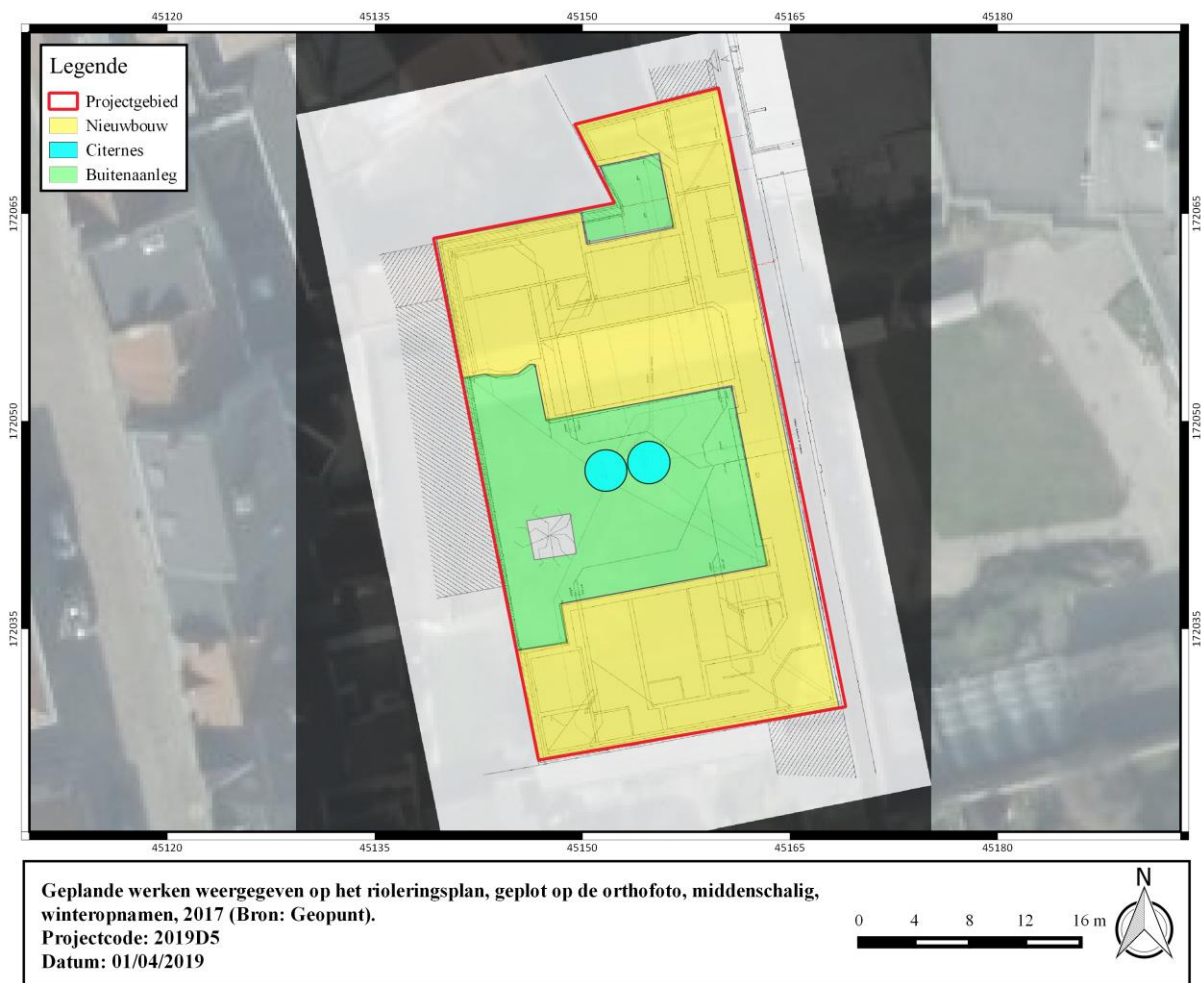 45120 45135 45150 45165 45180
Legende
Projectgebied
Nieuwbouw
Citernes
Buitenaanleg
172065 172065
172050 172050
172035 172035
45120 45135 45150 45165 45180
Geplande werken weergegeven op het rioleringsplan, geplot op de orthofoto, middenschalig,
winteropnamen, 2017 (Bron: Geopunt).
Projectcode: 2019D5
Datum: 01/04/2019
0 4 8 12 16 m
N